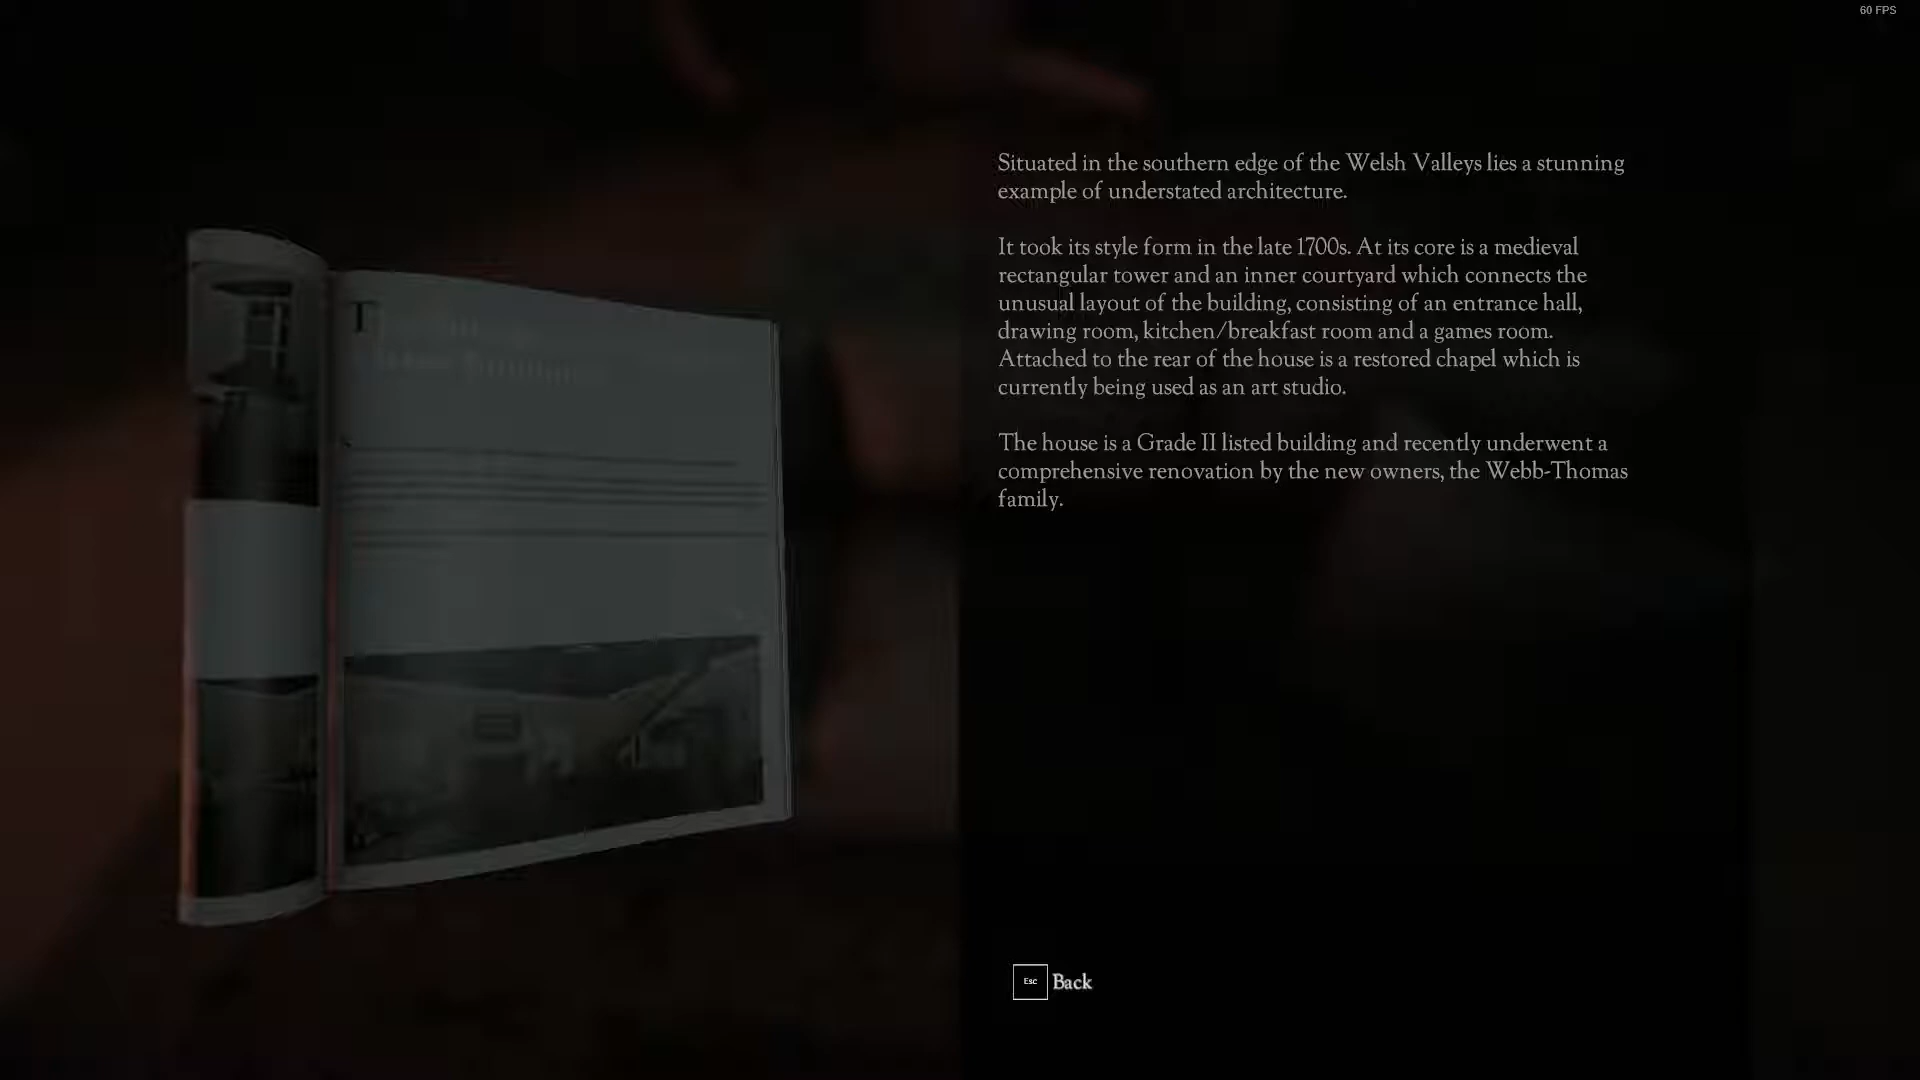 60 FPS
Situated in the southern edge of the Welsh Valleys lies a stunning
example of understated architecture.
It took its style form in the late 1700s. At its core is a medieval
rectangular tower and an inner courtyard which connects the
unusual layout of the building, consisting of an entrance hall,
drawing room, kitchen/breakfast room and a games room.
Attached to the rear of the house is a restored chapel which is
currently being used as an art studio.
The house is a Grade II listed building and recently underwent a
comprehensive renovation by the new owners, the Webb-Thomas
family.
Esc Back